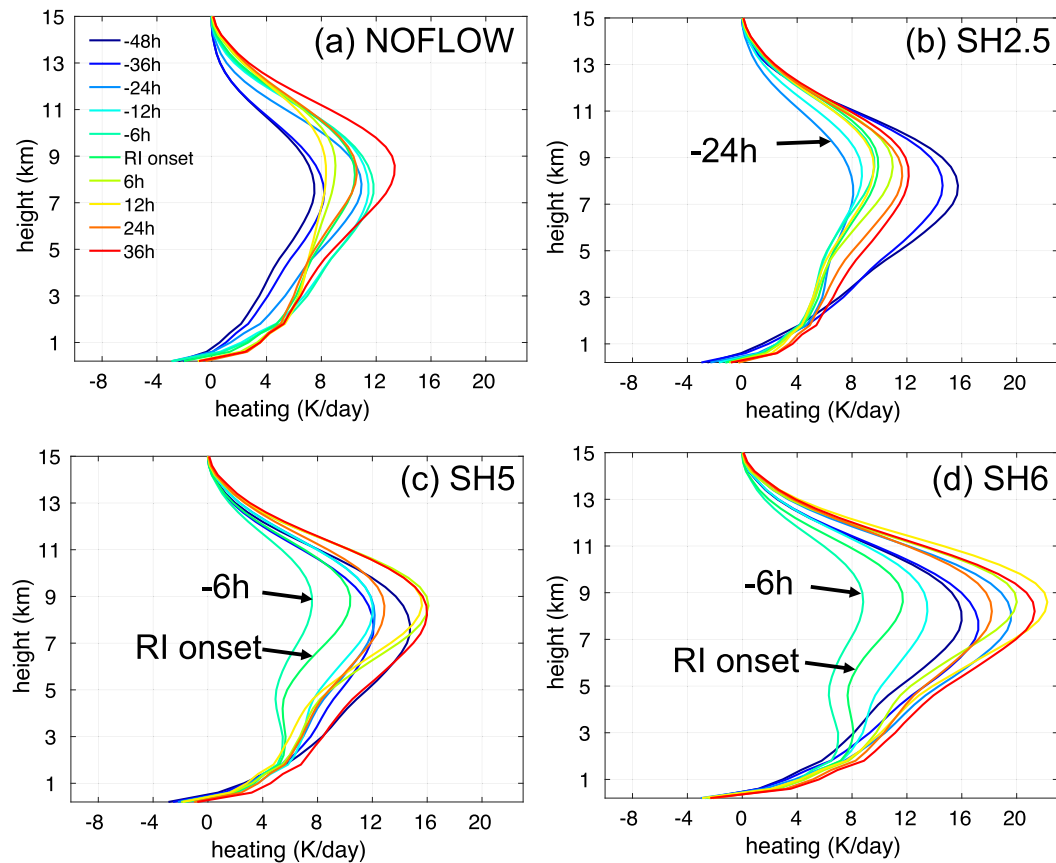 (a) NOFLOW
15
13
11
9
7
5
3
1
height (km)
-48h
-36h
-24h
-12h
-6h
RI onset
6h
12h
24h
36h
-8 -4 0 4 8 12 16 20
heating (K/day)
(b) SH2.5
15
13
11
9
7
5
3
1
height (km)
-24h
-8 -4 0 4 8 12 16 20
heating (K/day)
(c) SH5
15
13
11
9
7
5
3
1
height (km)
-6h
RI onset
-8 -4 0 4 8 12 16 20
heating (K/day)
(d) SH6
15
13
11
9
7
5
3
1
height (km)
-6h
RI onset
-8 -4 0 4 8 12 16 20
heating (K/day)